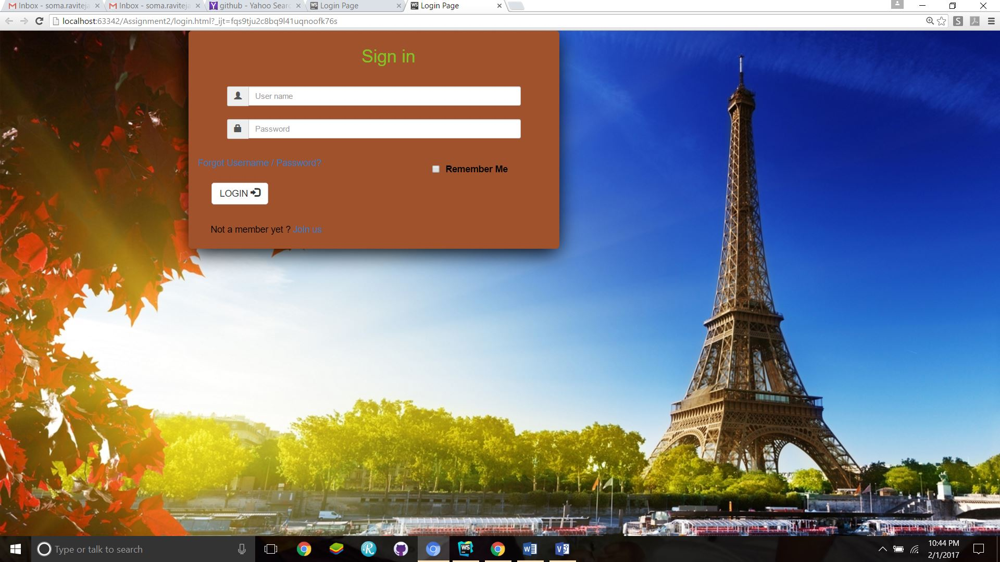 Inbox - soma.raviteja
Inbox - soma.raviteja
github - Yahoo Searc
Login Page
Login Page
localhost:63342/Assignment2/login.html?_ijt=fqs9tju2c8bq9l41uqnoofk76s
Sign in
User name
Password
Forgot Username / Password?
Remember Me
LOGIN
Not a member yet ? Join us
Type or talk to search
10:44 PM
2/1/2017